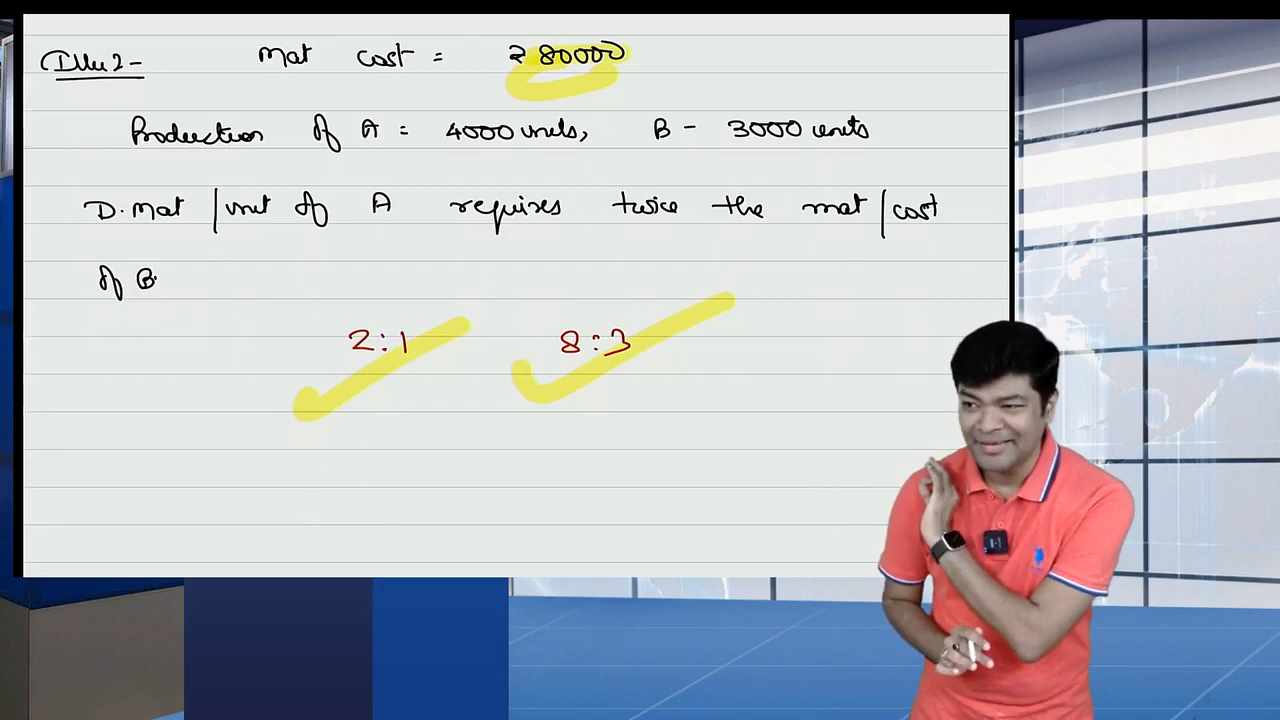 Illu 2 -   Mat cost = ₹ 80000
Production of A = 4000 units, B - 3000 units
D. Mat / unit of A requires twice the mat / cost
of B.
2:1   8:3